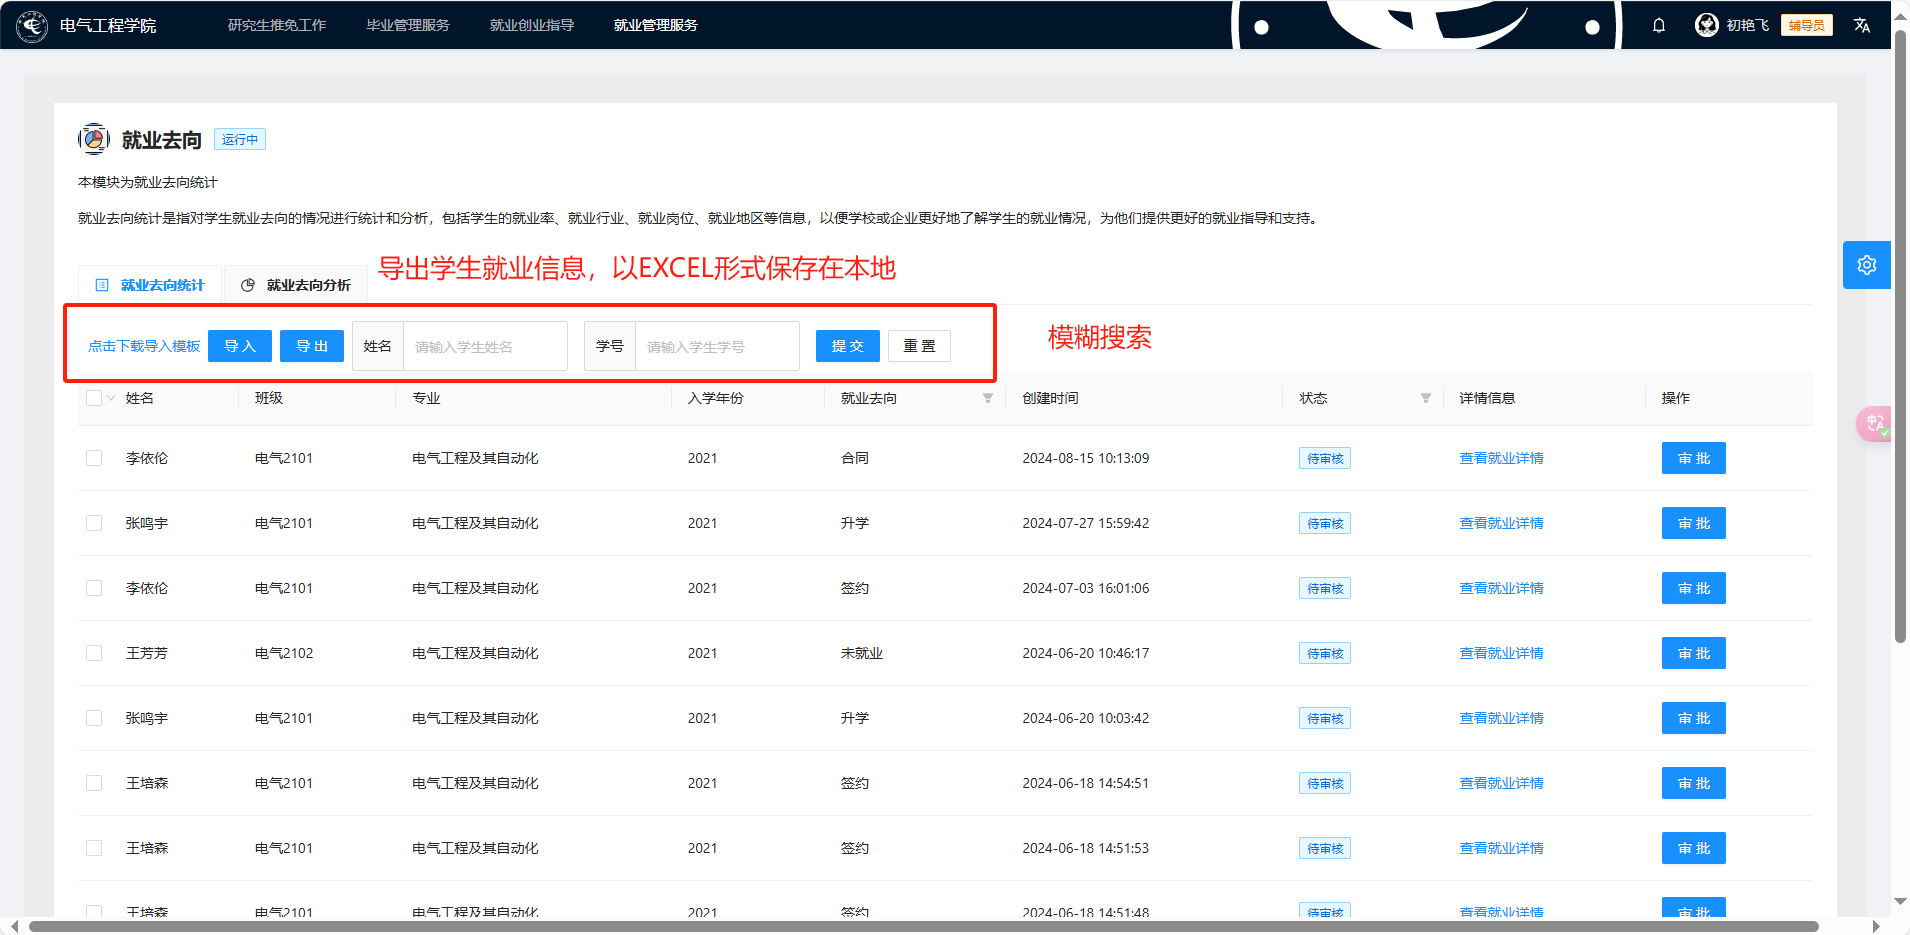 电气工程学院 研究生推免工作 毕业管理服务 就业创业指导 就业管理服务 初艳飞 辅导员
就业去向 运行中
本模块为就业去向统计
就业去向统计是指对学生就业去向的情况进行统计和分析，包括学生的就业率、就业行业、就业岗位、就业地区等信息，以便学校或企业更好地了解学生的就业情况，为他们提供更好的就业指导和支持。
导出学生就业信息，以EXCEL形式保存在本地
就业去向统计 就业去向分析
模糊搜索
点击下载导入模板 导 入 导 出 姓名 请输入学生姓名 学号 请输入学生学号 提 交 重 置
姓名 班级 专业 入学年份 就业去向 创建时间 状态 详情信息 操作
李依伦 电气2101 电气工程及其自动化 2021 合同 2024-08-15 10:13:09 待审核 查看就业详情 审 批
张鸣宇 电气2101 电气工程及其自动化 2021 升学 2024-07-27 15:59:42 待审核 查看就业详情 审 批
李依伦 电气2101 电气工程及其自动化 2021 签约 2024-07-03 16:01:06 待审核 查看就业详情 审 批
王芳芳 电气2102 电气工程及其自动化 2021 未就业 2024-06-20 10:46:17 待审核 查看就业详情 审 批
张鸣宇 电气2101 电气工程及其自动化 2021 升学 2024-06-20 10:03:42 待审核 查看就业详情 审 批
王培森 电气2101 电气工程及其自动化 2021 签约 2024-06-18 14:54:51 待审核 查看就业详情 审 批
王培森 电气2101 电气工程及其自动化 2021 签约 2024-06-18 14:51:53 待审核 查看就业详情 审 批
王培森 电气2101 电气工程及其自动化 2021 签约 2024-06-18 14:51:48 待审核 查看就业详情 审 批